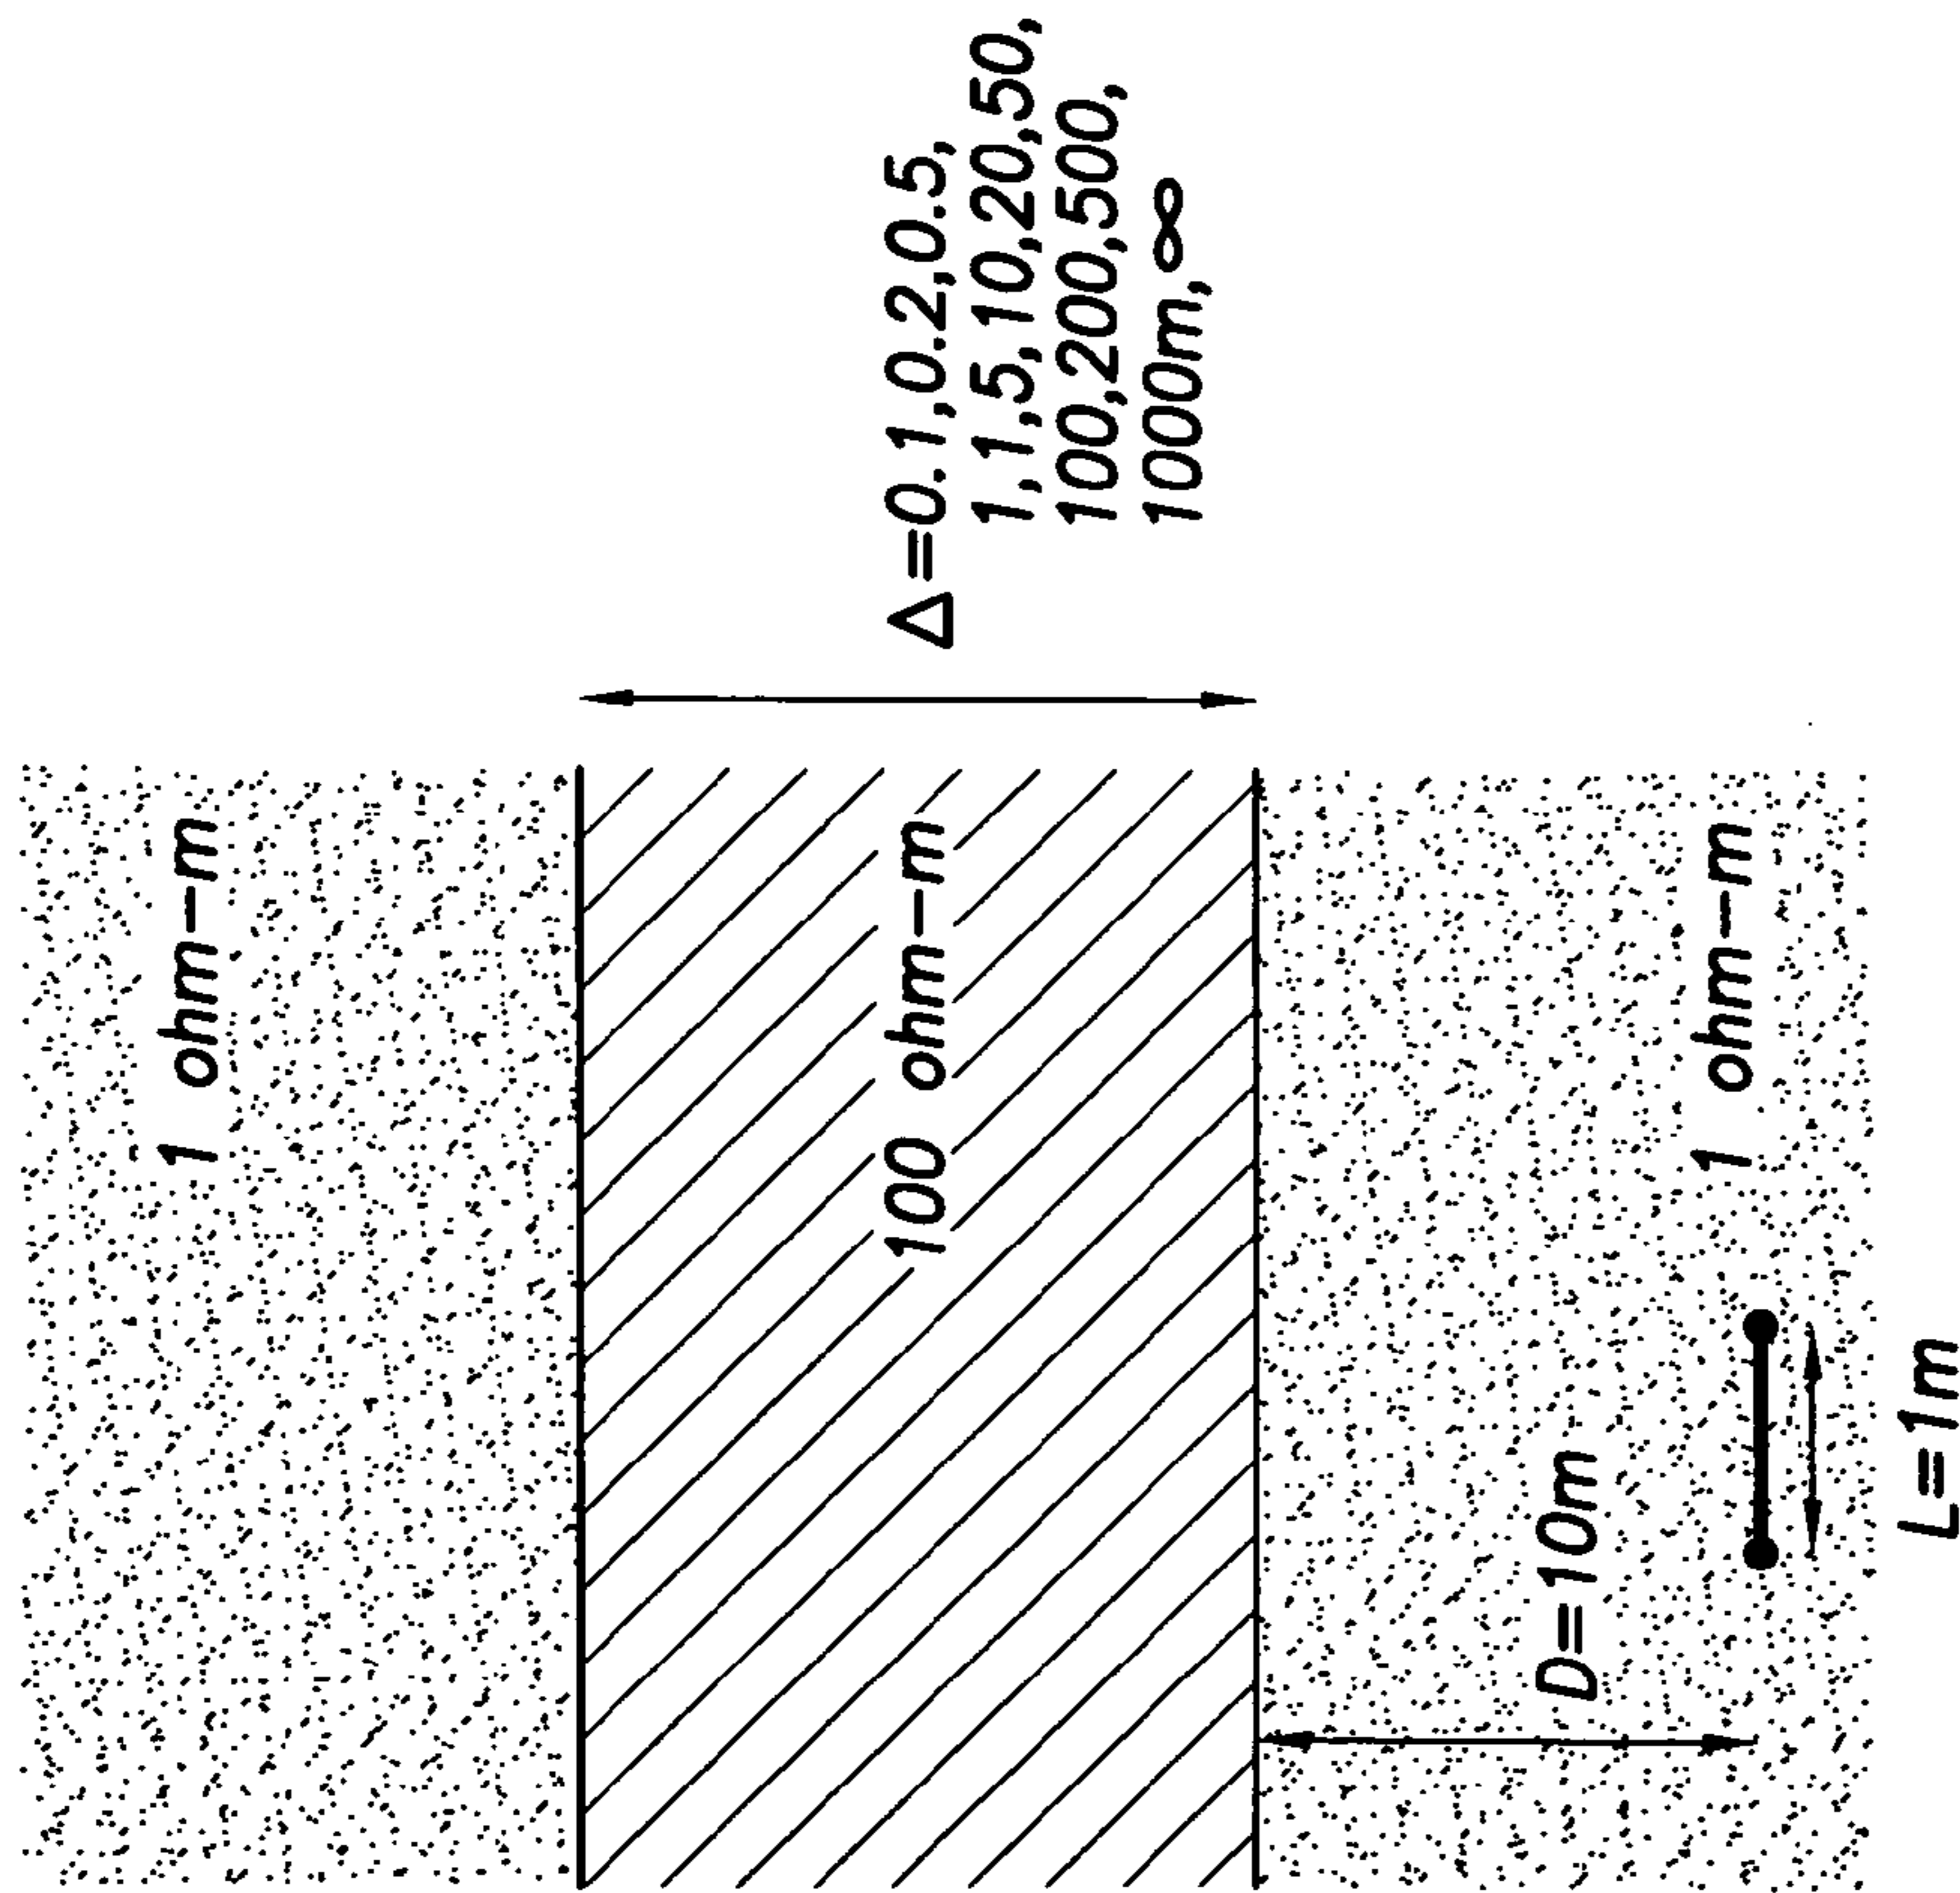 1 ohm-m
100 ohm-m
Δ=0.1,0.2,0.5,
1,1,5,10,20,50,
100,200,500,
1000m,∞
D=10m
1 ohm-m
L=1m